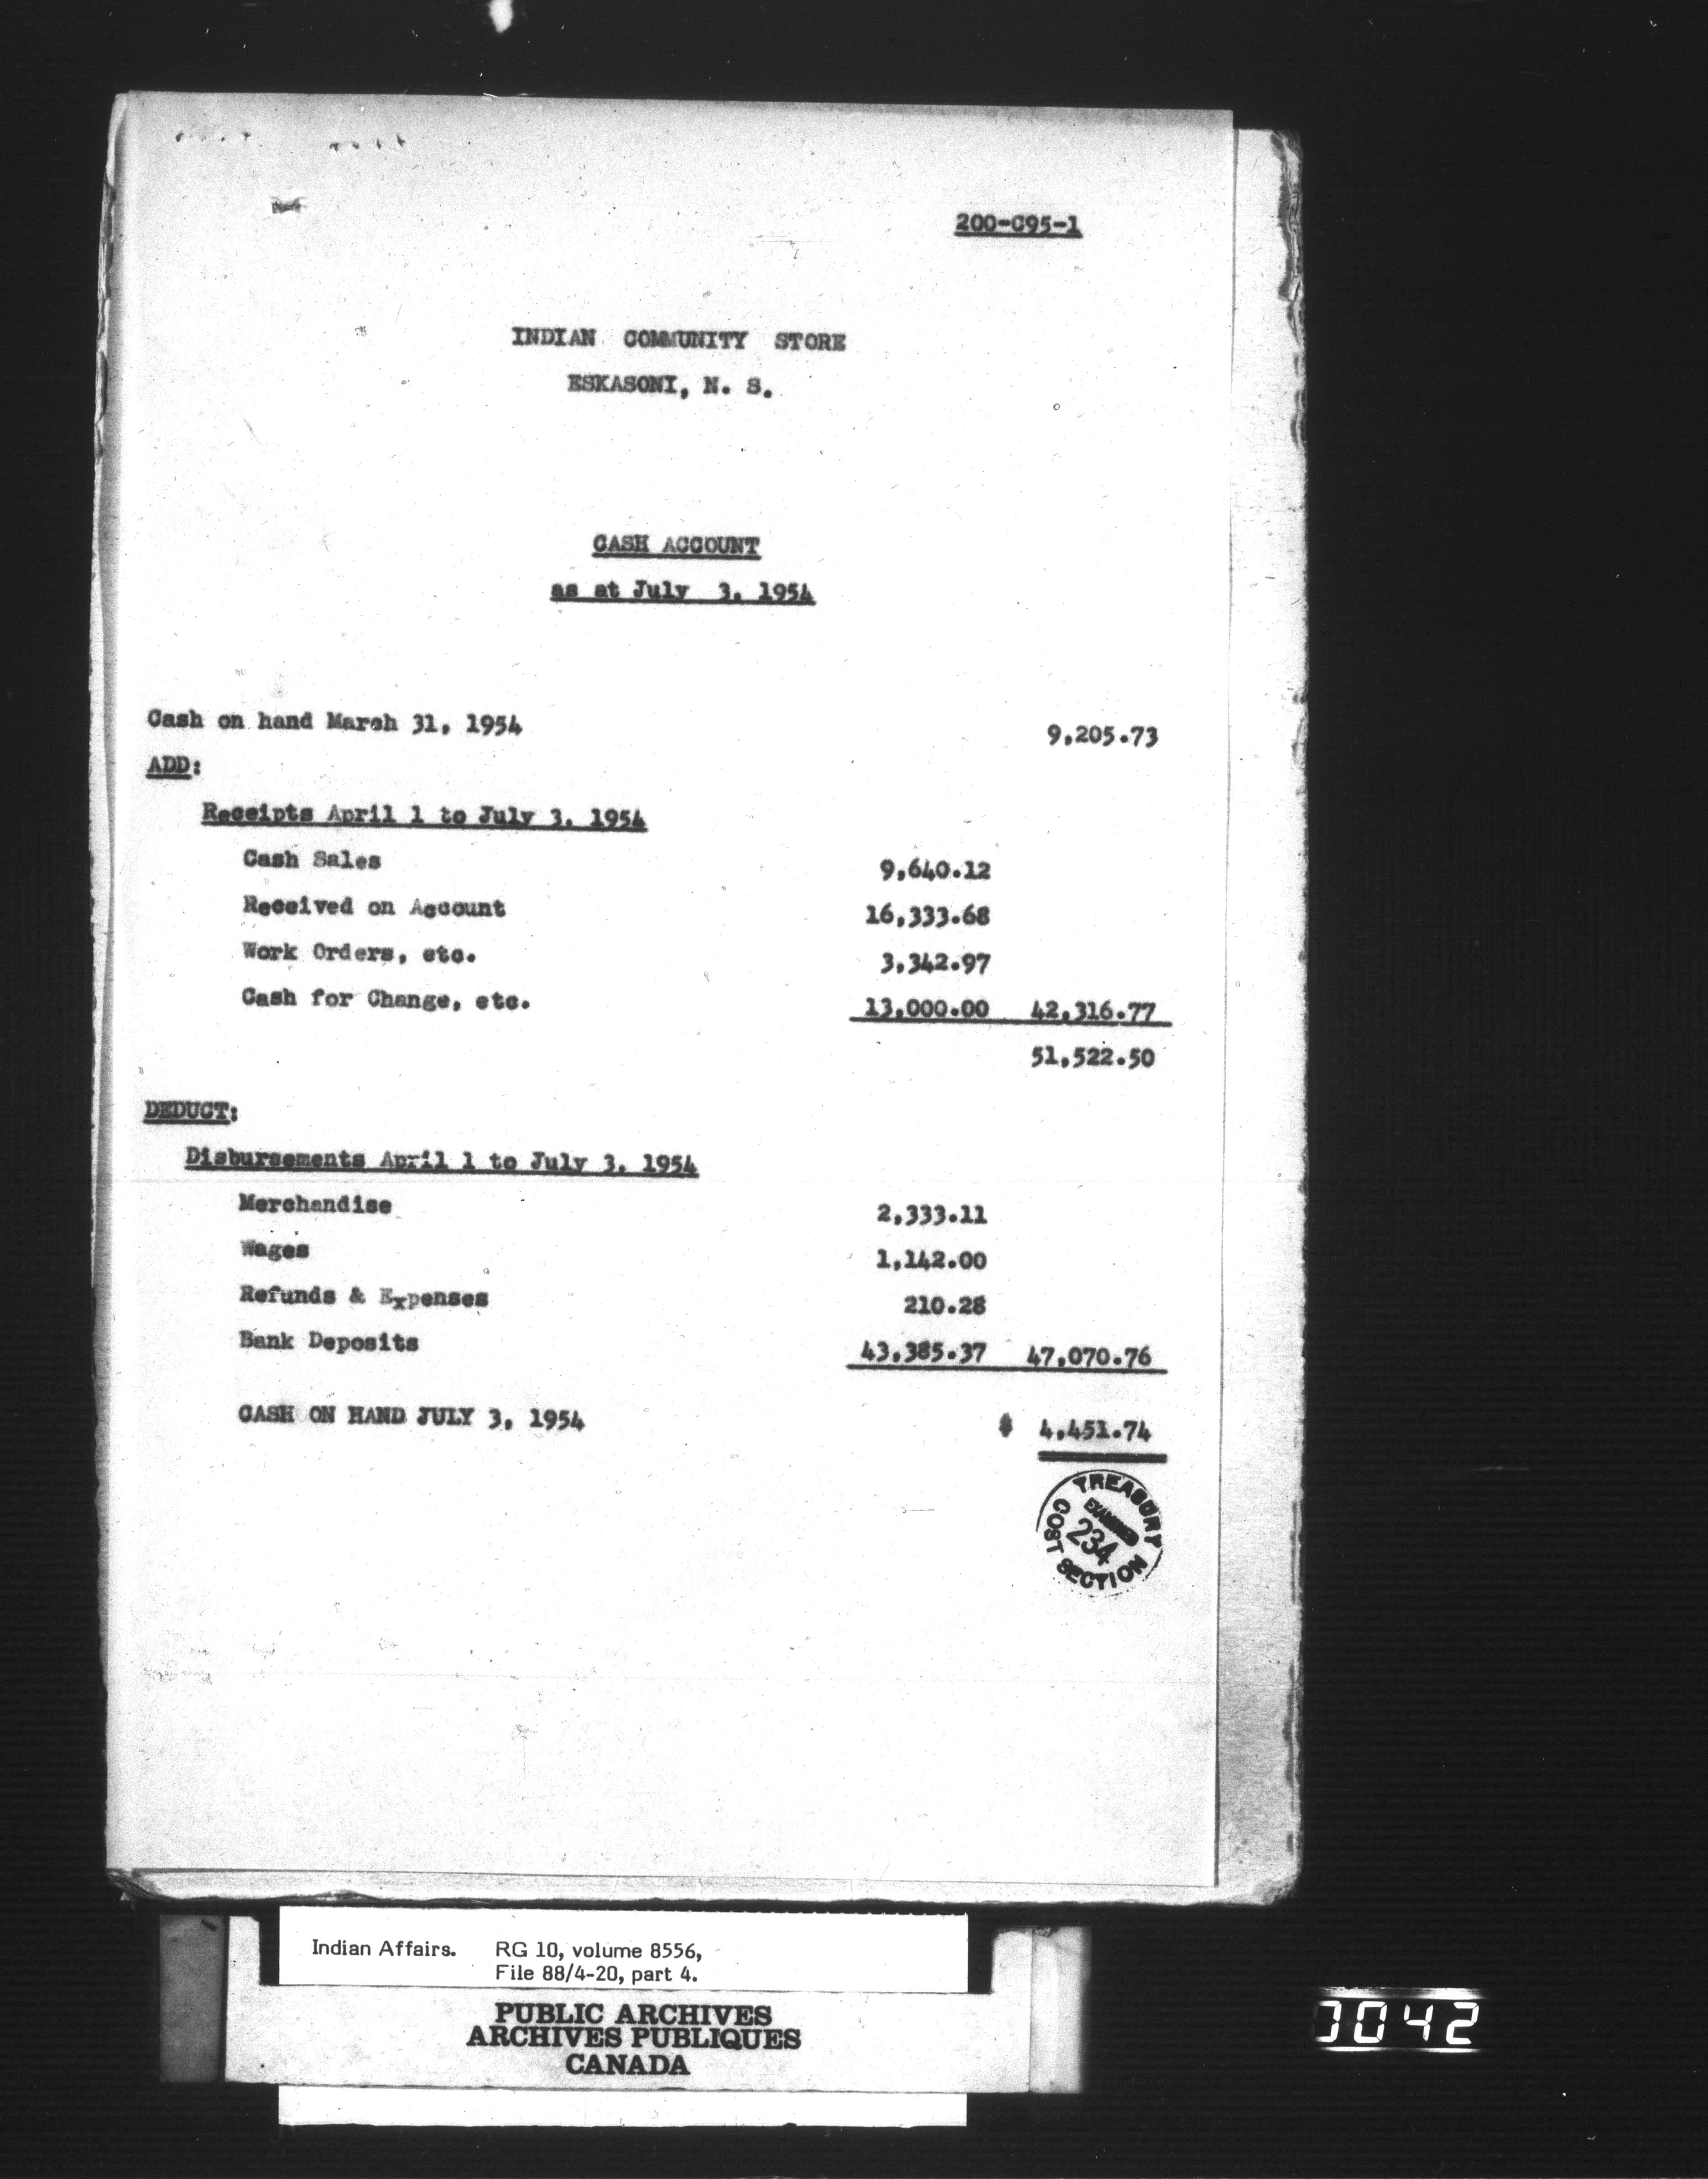 200-C95-1
INDIAN COMMUNITY STORE
ESKASONI, N. S.
CASH ACCOUNT
as at July 3, 1954
Cash on hand March 31, 1954 9,205.73
ADD:
Receipts April 1 to July 3, 1954
Cash Sales 9,640.12
Received on Account 16,333.68
Work Orders, etc. 3,342.97
Cash for Change, etc. 13,000.00 42,316.77
51,522.50
DEDUCT:
Disbursements April 1 to July 3, 1954
Merchandise 2,333.11
Wages 1,142.00
Refunds & Expenses 210.28
Bank Deposits 43,385.37 47,070.76
CASH ON HAND JULY 3, 1954 $ 4,451.74
TREASURY
EXAMINED
234
COST SECTION
Indian Affairs. RG 10, volume 8556,
File 88/4-20, part 4.
PUBLIC ARCHIVES
ARCHIVES PUBLIQUES
CANADA
0042